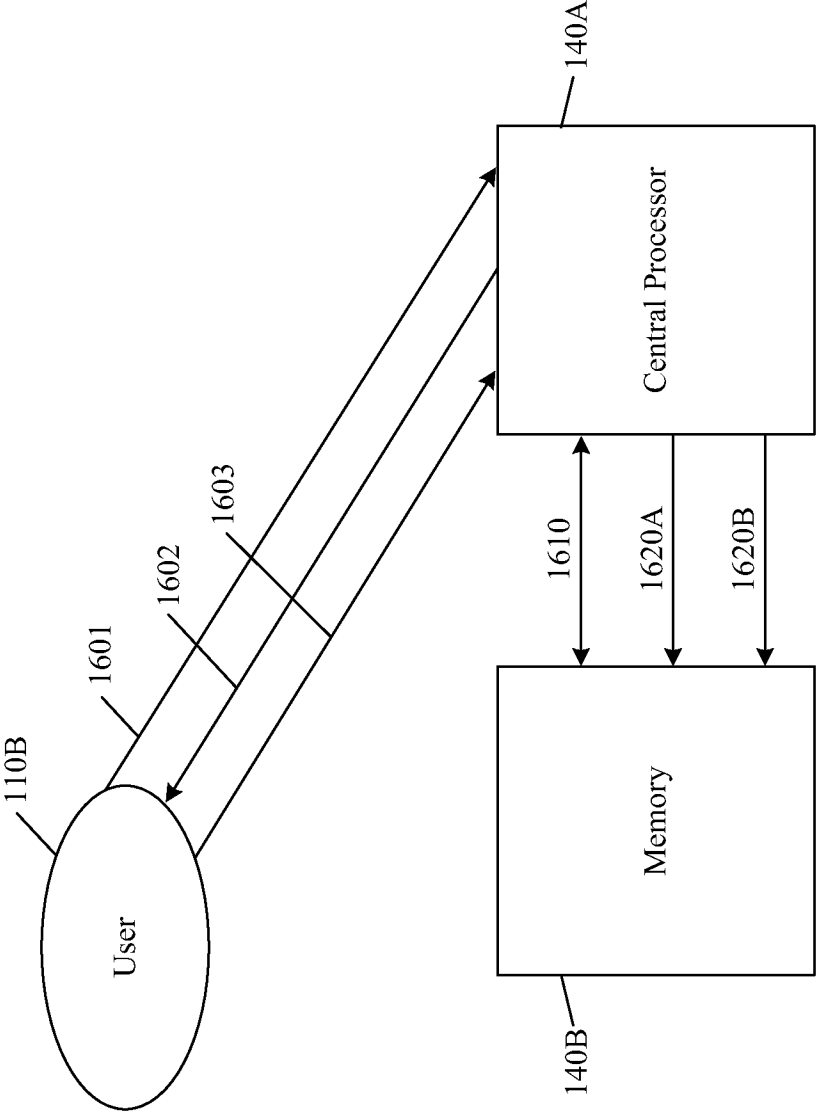 User
110B
1601
1602
1603
Memory
140B
1610
1620A
1620B
Central Processor
140A